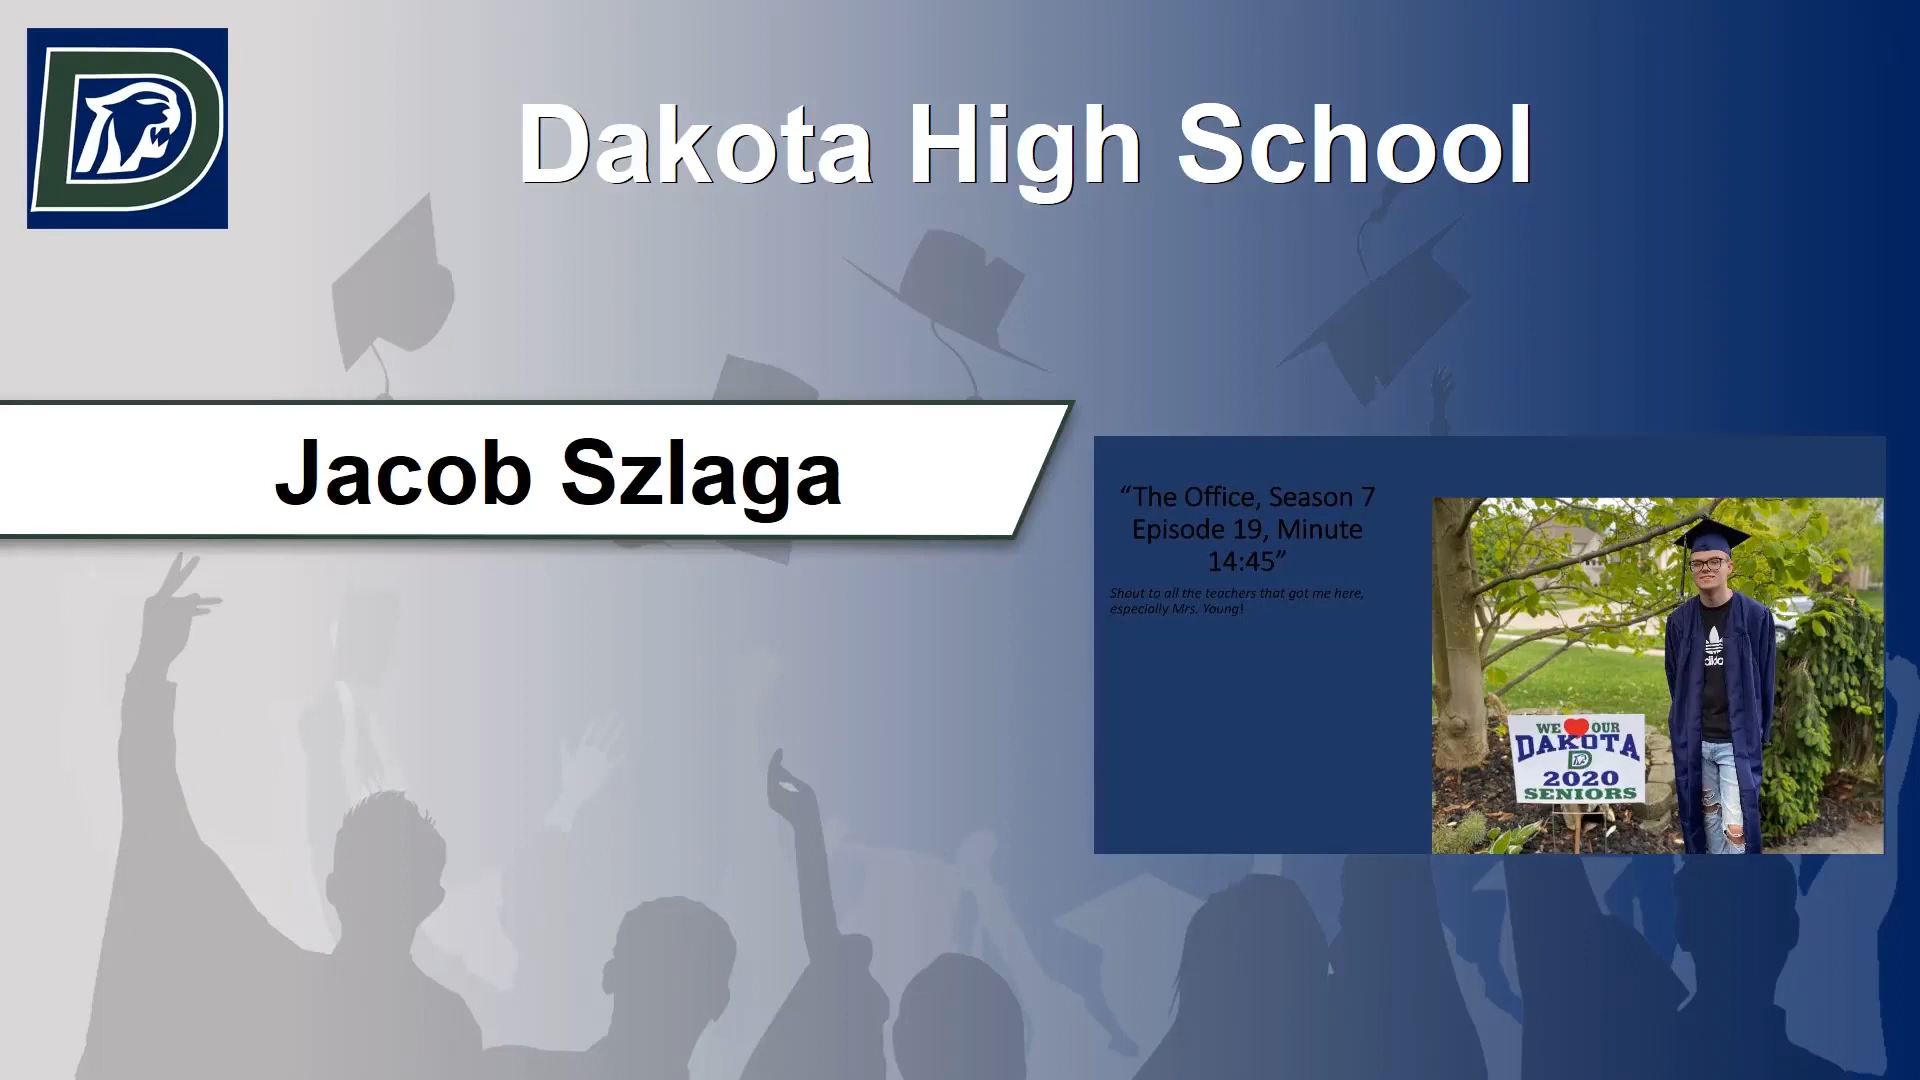 Dakota High School
Jacob Szlaga
“The Office, Season 7
Episode 19, Minute
14:45”
Shout to all the teachers that got me here,
especially Mrs. Young!
adidas
WE OUR
DAKOTA
D
2020
SENIORS